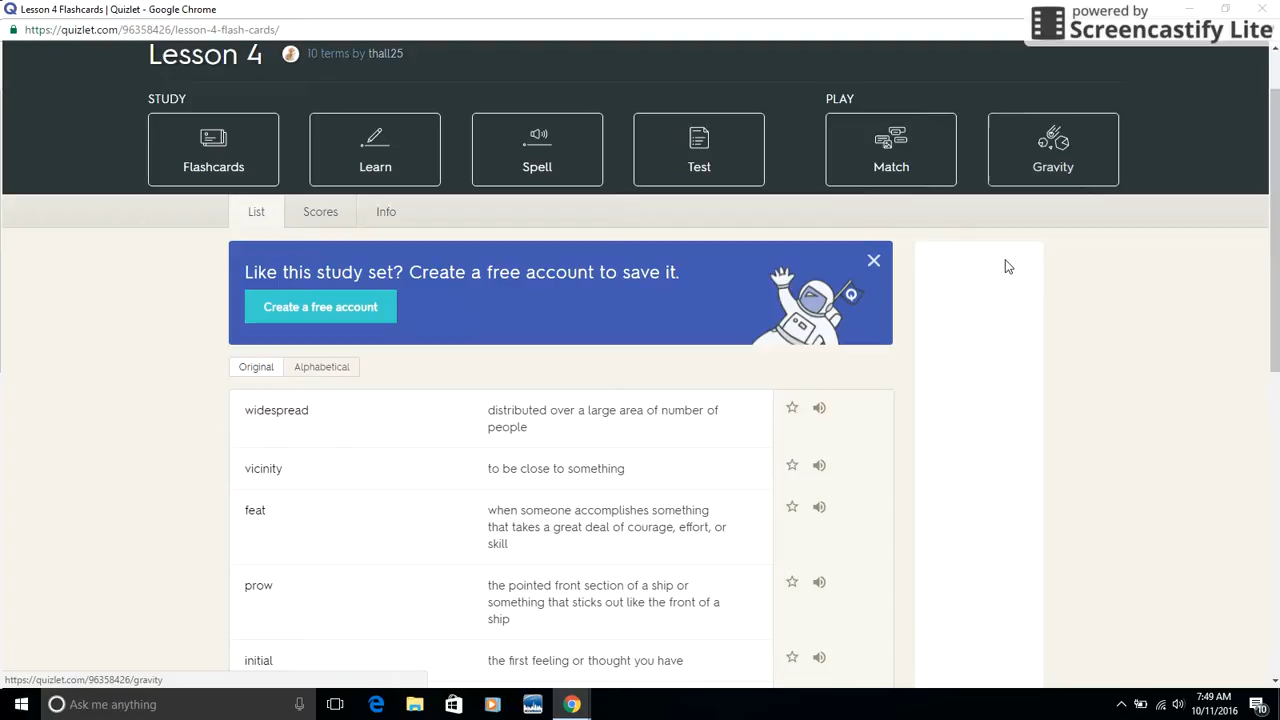 Lesson 4 Flashcards | Quizlet - Google Chrome
https://quizlet.com/96358426/lesson-4-flash-cards/
powered by
Screencastify Lite
Lesson 4
10 terms by thall25
STUDY
PLAY
Flashcards
Learn
Spell
Test
Match
Gravity
List
Scores
Info
Like this study set? Create a free account to save it.
Create a free account
Original
Alphabetical
widespread
distributed over a large area of number of
people
vicinity
to be close to something
feat
when someone accomplishes something
that takes a great deal of courage, effort, or
skill
prow
the pointed front section of a ship or
something that sticks out like the front of a
ship
initial
the first feeling or thought you have
https://quizlet.com/96358426/gravity
Ask me anything
7:49 AM
10/11/2016
10